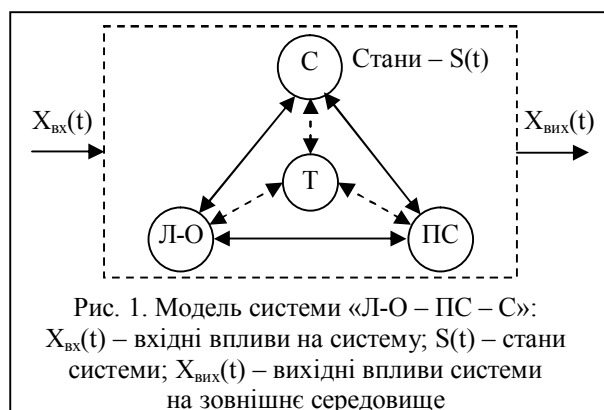 С
Стани – S(t)
Xвх(t)
Xвих(t)
Т
Л-О
ПС
Рис. 1. Модель системи «Л-О – ПС – С»:
Xвх(t) – вхідні впливи на систему; S(t) – стани
системи; Xвих(t) – вихідні впливи системи
на зовнішнє середовище